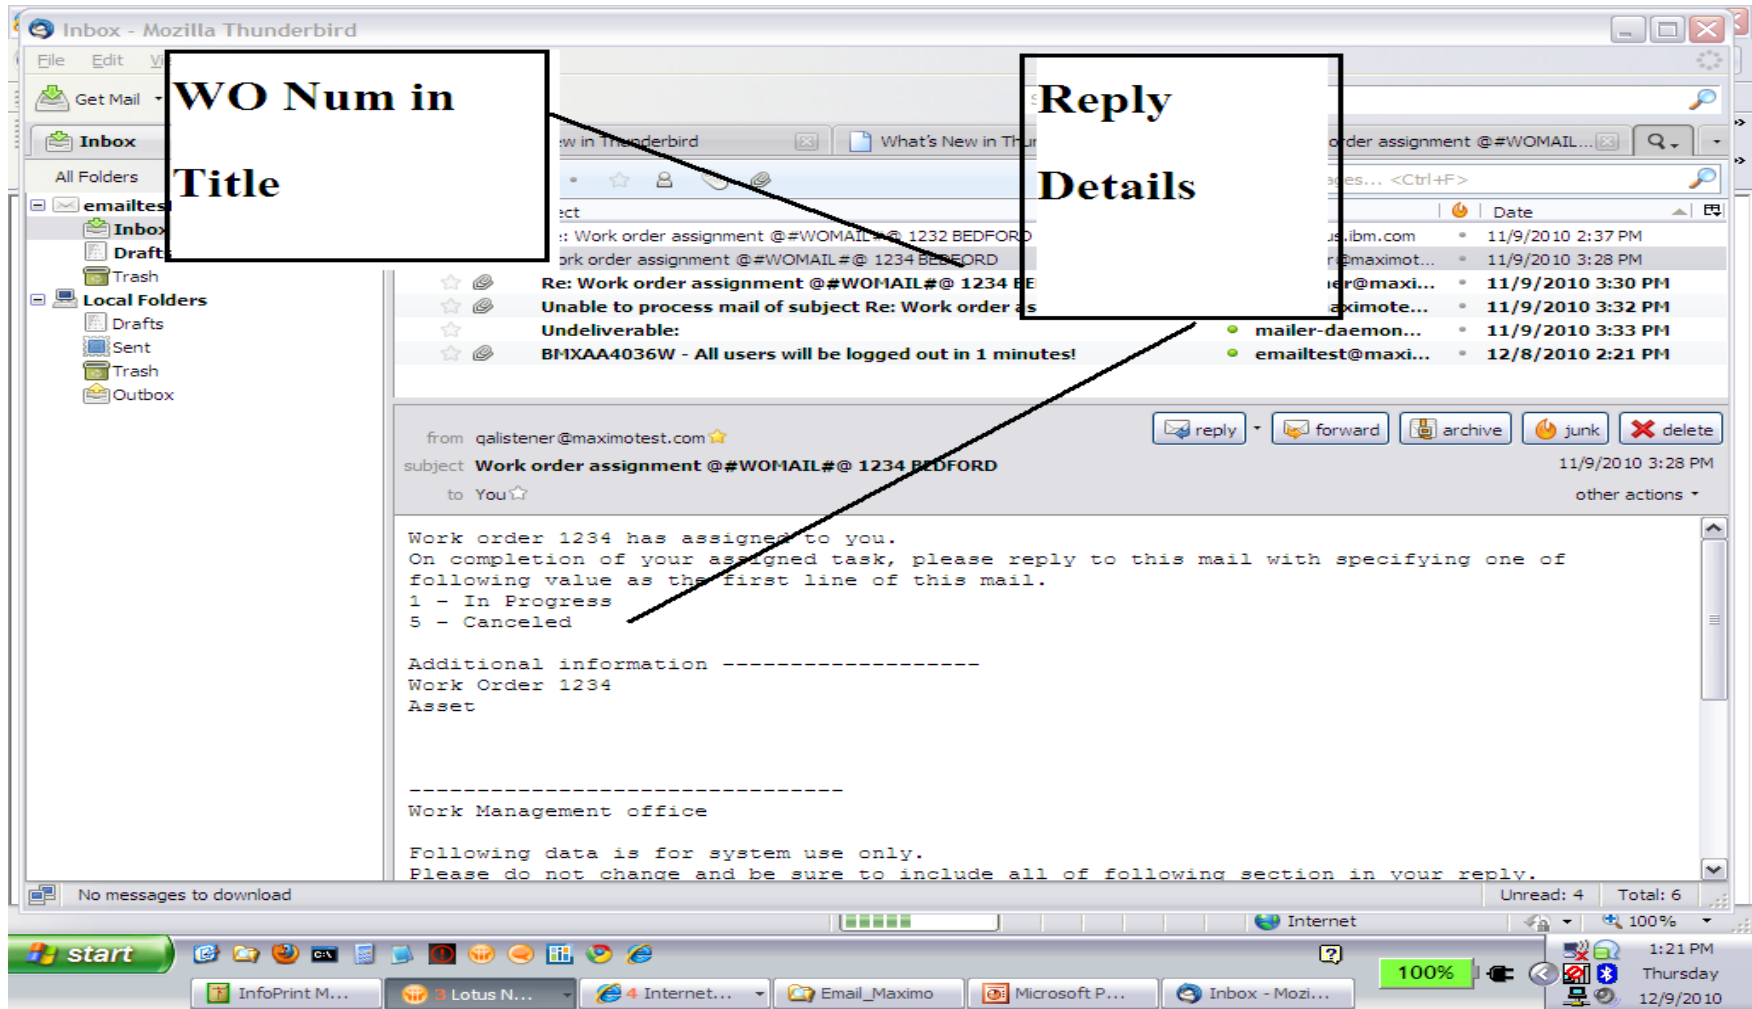 Inbox - Mozilla Thunderbird
File Edit
WO Num in
Title
Reply
Details
Get Mail
Inbox
in Thunderbird
What's New in
order assignment @#WOMAIL...
All Folders
<Ctrl+F>
Date
emailtest
Inbox
Drafts
Trash
Local Folders
Drafts
Sent
Trash
Outbox
Work order assignment @#WOMAIL#@ 1232 BEDFORD
.ibm.com
11/9/2010 2:37 PM
order assignment @#WOMAIL#@ 1234 BEDFORD
@maximot...
11/9/2010 3:28 PM
Re: Work order assignment @#WOMAIL#@ 1234
@maxi...
11/9/2010 3:30 PM
Unable to process mail of subject Re: Work order
11/9/2010 3:32 PM
Undeliverable:
mailer-daemon...
11/9/2010 3:33 PM
BMXAA4036W - All users will be logged out in 1 minutes!
emailtest@maxi...
12/8/2010 2:21 PM
from qalistener@maximotest.com
reply forward archive junk delete
subject Work order assignment @#WOMAIL#@ 1234 BEDFORD
11/9/2010 3:28 PM
to You
other actions
Work order 1234 has assigned to you.
On completion of your assigned task, please reply to this mail with specifying one of
following value as the first line of this mail.
1 - In Progress
5 - Canceled
Additional information -------------------
Work Order 1234
Asset
--------------------------------
Work Management office
Following data is for system use only.
Please do not change and be sure to include all of following section in your reply.
No messages to download
Unread: 4 Total: 6
Internet
100%
start
100%
1:21 PM
Thursday
12/9/2010
InfoPrint M...
3 Lotus N...
4 Internet...
Email_Maximo
Microsoft P...
Inbox - Mozi...